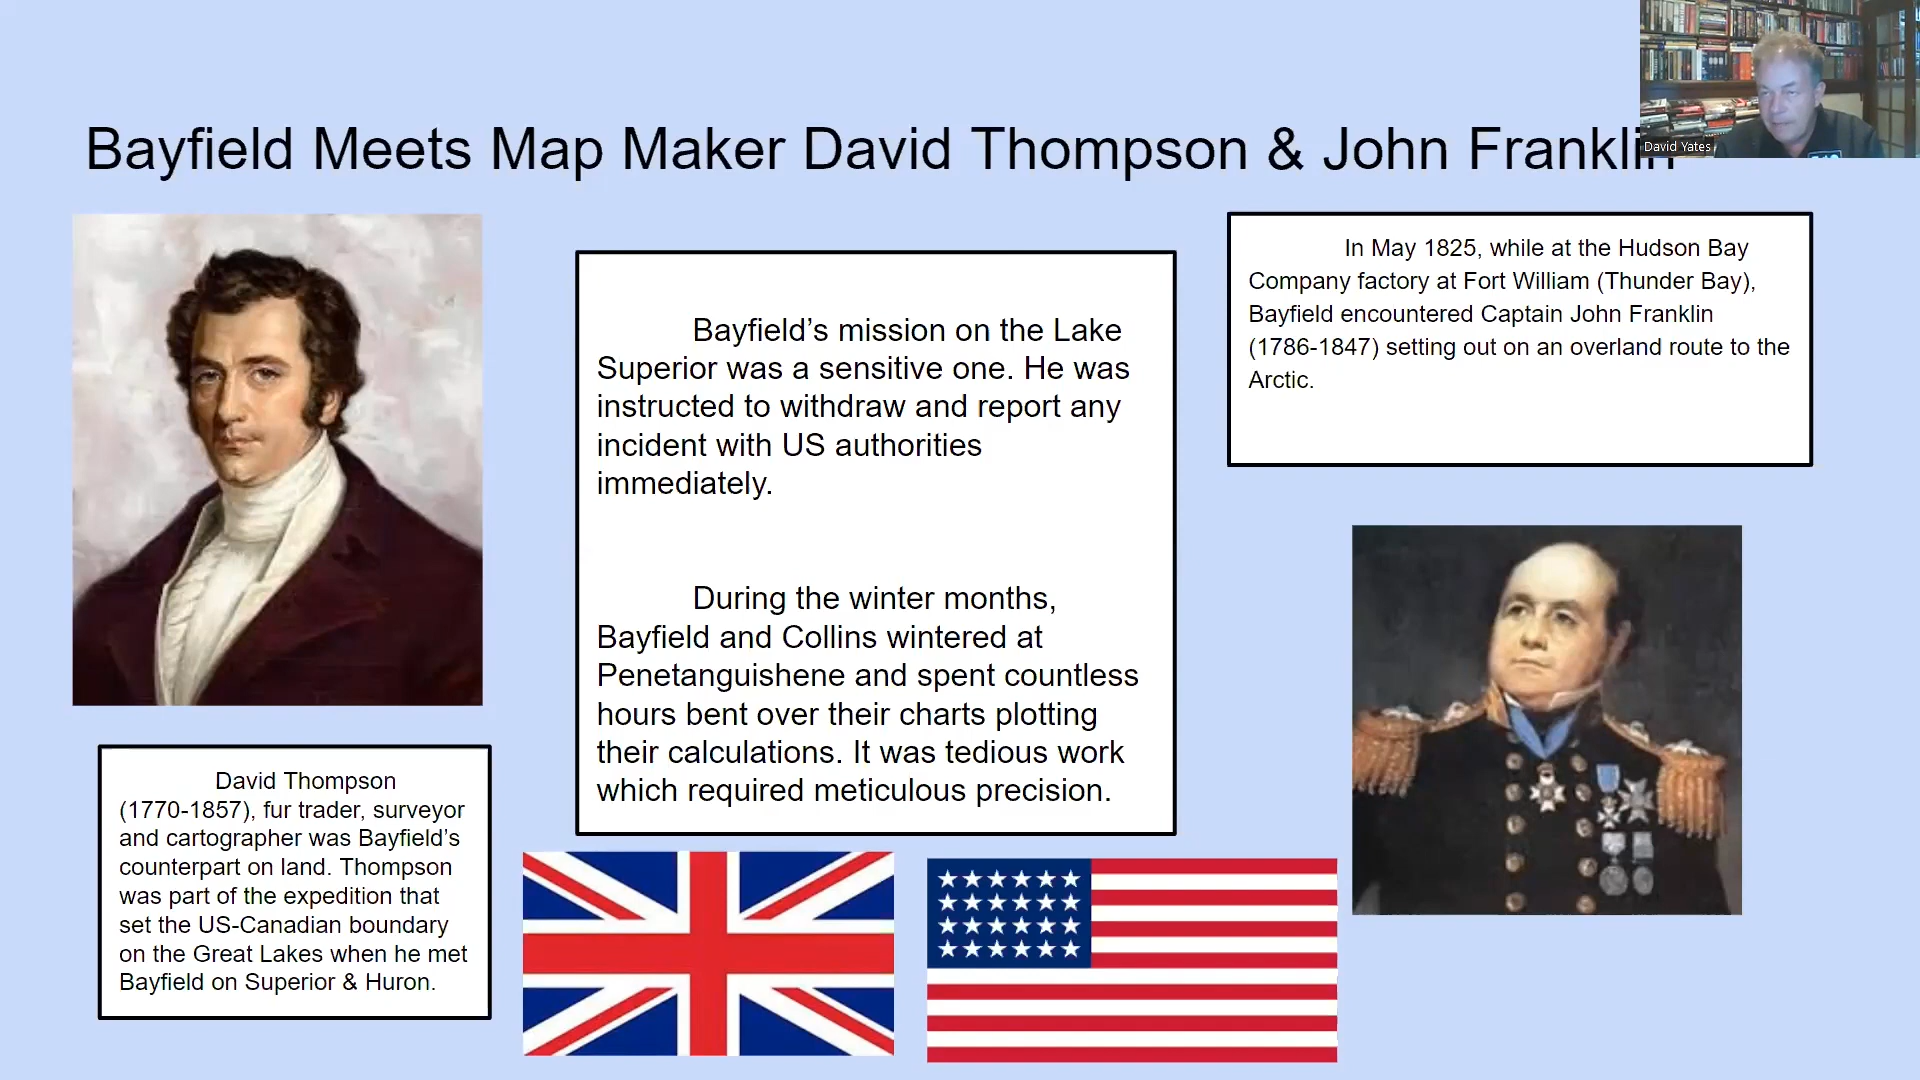 Bayfield Meets Map Maker David Thompson & John Franklin
David Yates
In May 1825, while at the Hudson Bay
Company factory at Fort William (Thunder Bay),
Bayfield encountered Captain John Franklin
(1786-1847) setting out on an overland route to the
Arctic.
Bayfield’s mission on the Lake
Superior was a sensitive one. He was
instructed to withdraw and report any
incident with US authorities
immediately.
During the winter months,
Bayfield and Collins wintered at
Penetanguishene and spent countless
hours bent over their charts plotting
their calculations. It was tedious work
which required meticulous precision.
David Thompson
(1770-1857), fur trader, surveyor
and cartographer was Bayfield’s
counterpart on land. Thompson
was part of the expedition that
set the US-Canadian boundary
on the Great Lakes when he met
Bayfield on Superior & Huron.